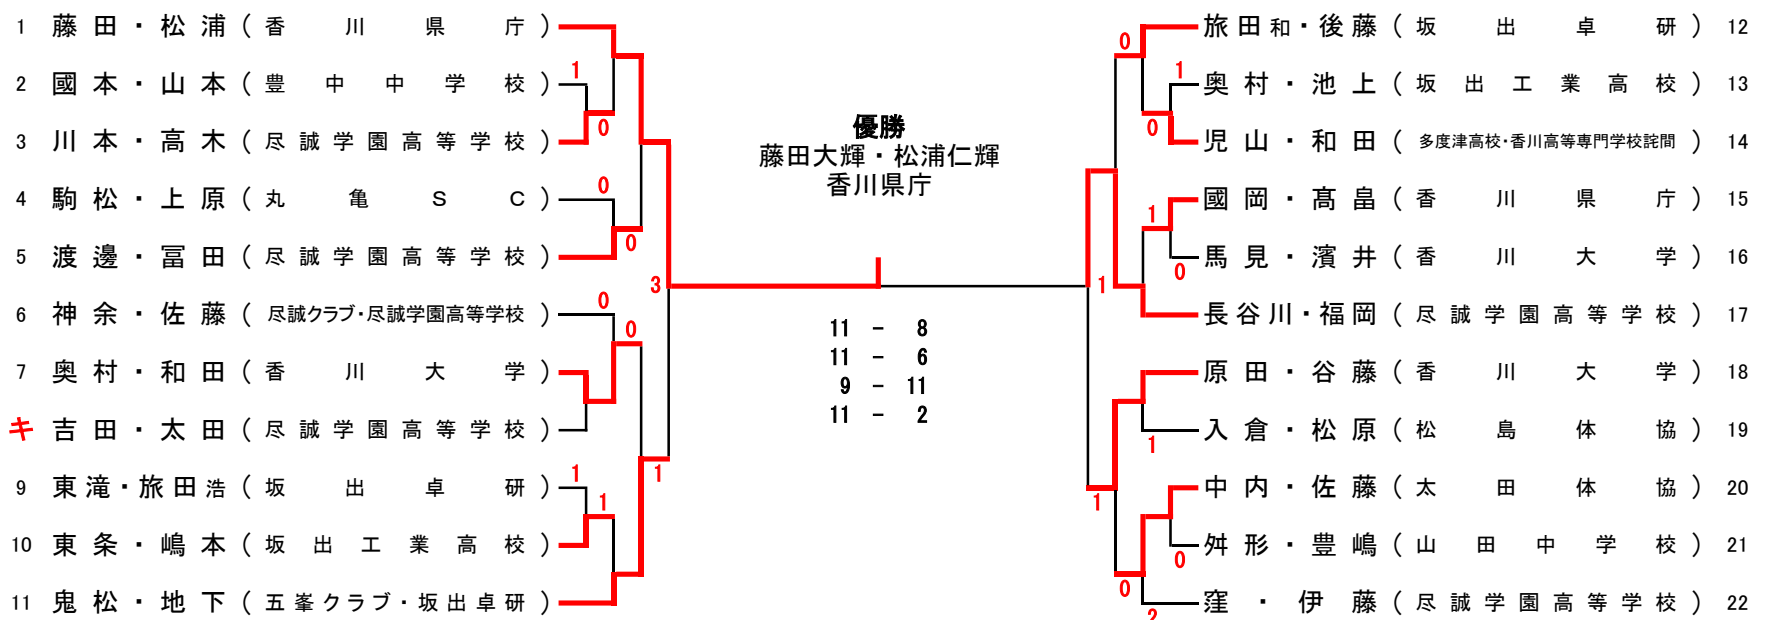 1 藤田・松浦 (香川県庁)
1
2 國本・山本 (豊中中学校)
0
3 川本・高木 (尽誠学園高等学校)
0
4 駒松・上原 (丸亀SC)
0
5 渡邊・冨田 (尽誠学園高等学校)
3
0
6 神余・佐藤 (尽誠クラブ・尽誠学園高等学校)
0
7 奥村・和田 (香川大学)
キ 吉田・太田 (尽誠学園高等学校)
1
1
9 東滝・旅田浩 (坂出卓研)
1
10 東条・嶋本 (坂出工業高校)
11 鬼松・地下 (五峯クラブ・坂出卓研)
優勝
藤田大輝・松浦仁輝
香川県庁
11 - 8
11 - 6
9 - 11
11 - 2
旅田和・後藤 (坂出卓研) 12
0
1
奥村・池上 (坂出工業高校) 13
0
児山・和田 (多度津高校・香川高等専門学校詫間) 14
國岡・髙畠 (香川県庁) 15
1
馬見・濱井 (香川大学) 16
0
1
長谷川・福岡 (尽誠学園高等学校) 17
原田・谷藤 (香川大学) 18
入倉・松原 (松島体協) 19
1
中内・佐藤 (太田体協) 20
1
舛形・豊嶋 (山田中学校) 21
0
0
窪・伊藤 (尽誠学園高等学校) 22
2